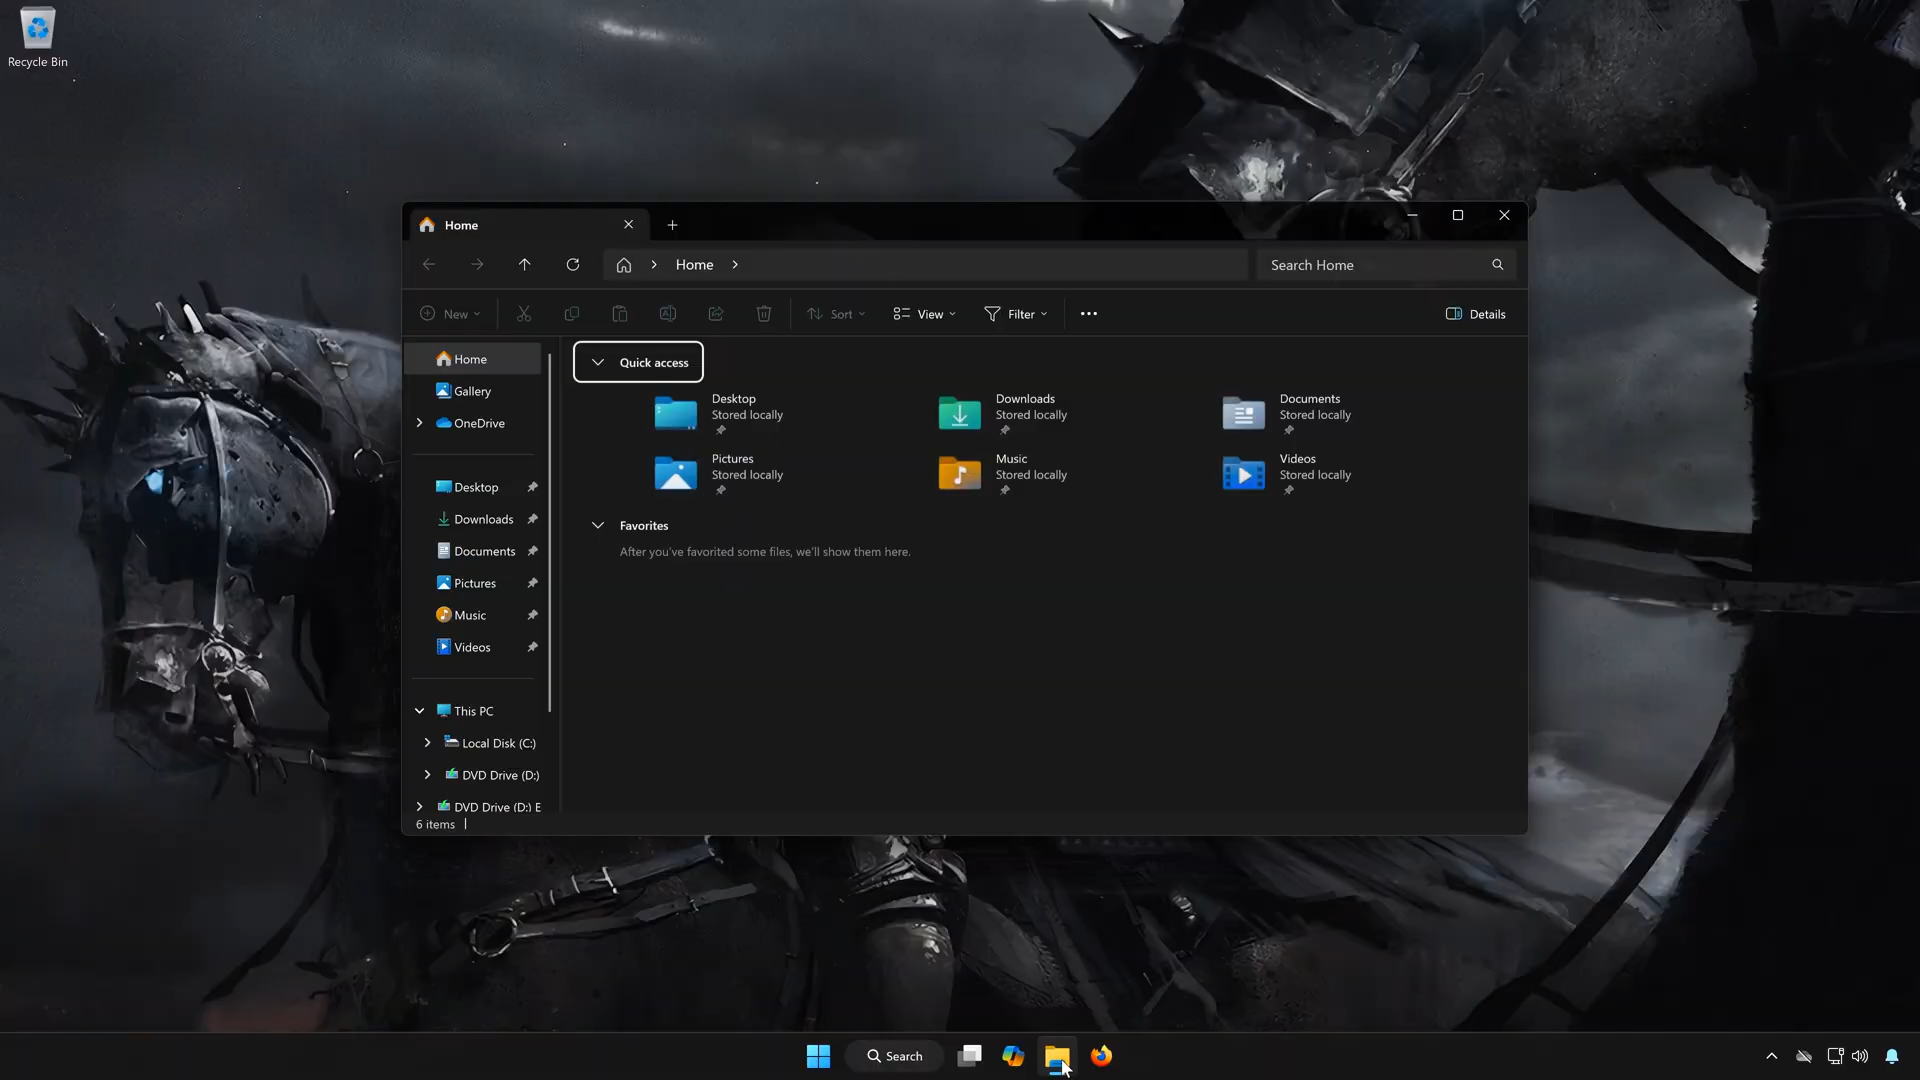 Recycle Bin
Home
Home
Search Home
New
Sort
View
Filter
Details
Home
Gallery
OneDrive
Desktop
Downloads
Documents
Pictures
Music
Videos
This PC
Local Disk (C:)
DVD Drive (D:)
DVD Drive (D:) E
Quick access
Desktop
Stored locally
Downloads
Stored locally
Documents
Stored locally
Pictures
Stored locally
Music
Stored locally
Videos
Stored locally
Favorites
After you've favorited some files, we'll show them here.
6 items
Search